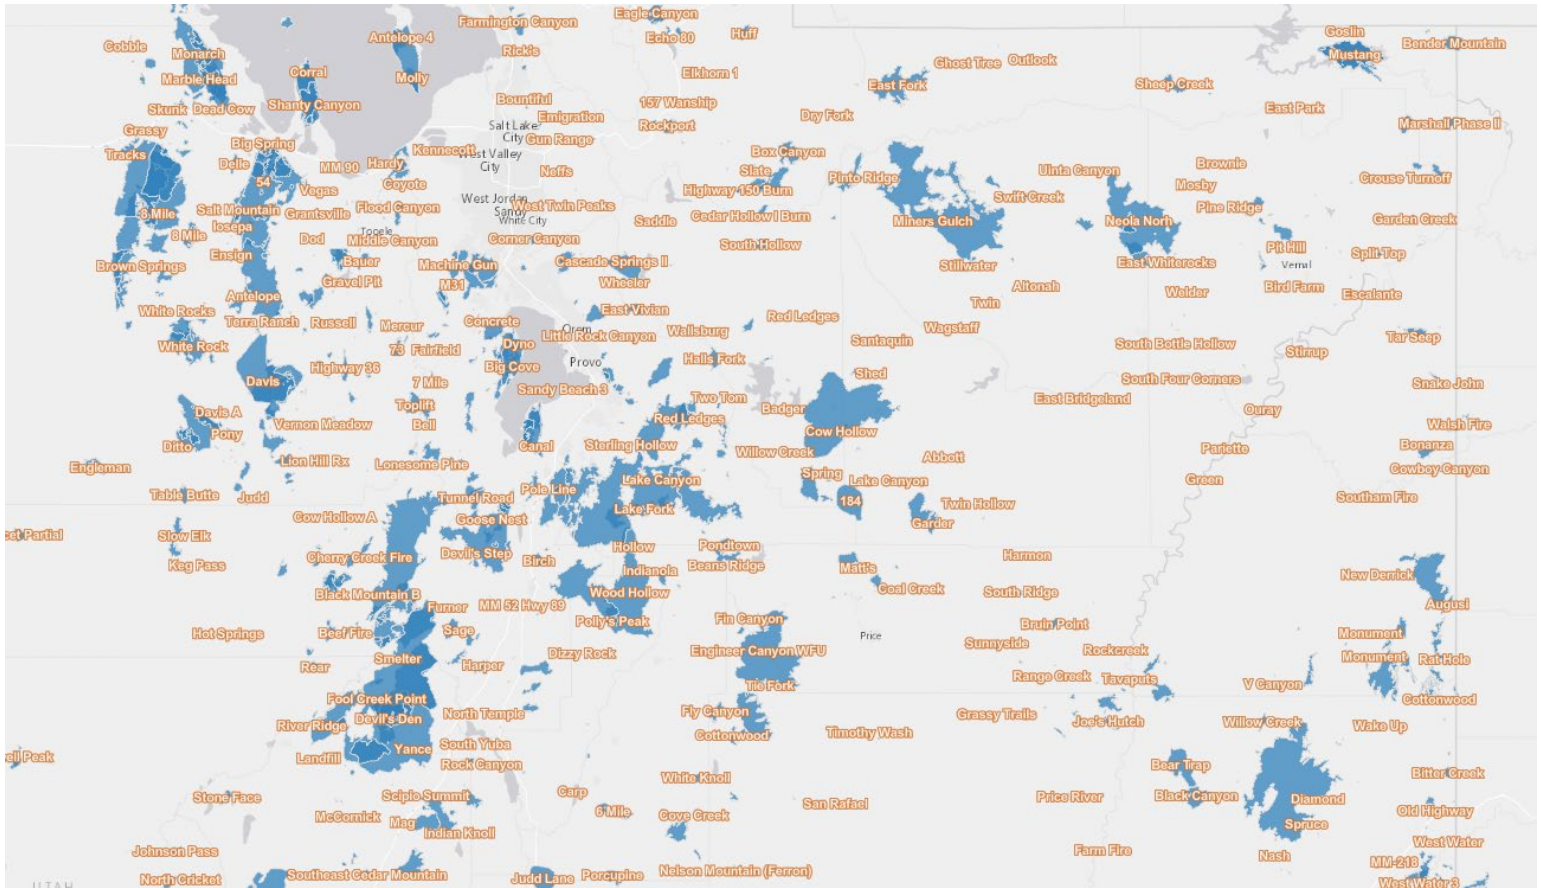 Eagle Canyon
Farmington Canyon
Goslin
Huff
Antelope 4
Echo 80
Bender Mountain
Cobble
Monarch
Rick's
Mustang
Ghost Tree
Outlook
Corral
Molly
Elkhorn 1
Marble Head
East Fork
Sheep Creek
Bountiful
157 Wanship
Shanty Canyon
Skunk
Dead Cow
East Park
Emigration
Dry Fork
Rockport
Salt Lake
City
Marshall Phase II
Grassy
Gun Range
Big Spring
Kennecott
West Valley
City
Box Canyon
Tracks
Delle
MM 90
Hardy
Brownie
Neffs
Slate
Uinta Canyon
Pinto Ridge
Crouse Turnoff
54
Coyote
Mosby
Vegas
Highway 150 Burn
West Jordan
Swift Creek
Flood Canyon
West Twin Peaks
Pine Ridge
8 Mile
Salt Mountain
Grantsville
Sandy
White City
Saddle
Cedar Hollow I Burn
Miners Gulch
Neola Norh
Garden Creek
Iosepa
Tooele
8 Mile
Dod
Middle Canyon
Corner Canyon
South Hollow
Pit Hill
Ensign
Split Top
Brown Springs
Bauer
Machine Gun
Cascade Springs II
Stillwater
East Whiterocks
Vernal
Gravel Pit
M31
Wheeler
Altonah
Bird Farm
Antelope
Welder
Escalante
White Rocks
East Vivian
Twin
Terra Ranch
Russell
Mercur
Concrete
Orem
Red Ledges
Wagstaff
Wallsburg
Little Rock Canyon
Tar Seep
White Rock
73
Fairfield
Dyno
Santaquin
South Bottle Hollow
Stirrup
Provo
Halls Fork
Highway 36
Big Cove
Shed
Davis
7 Mile
South Four Corners
Snake John
Sandy Beach 3
Two Tom
East Bridgeland
Toplift
Badger
Ouray
Davis A
Red Ledges
Vernon Meadow
Bell
Walsh Fire
Pony
Cow Hollow
Ditto
Canal
Sterling Hollow
Bonanza
Willow Creek
Pariette
Abbott
Lion Hill Rx
Lonesome Pine
Engleman
Cowboy Canyon
Spring
Lake Canyon
Lake Canyon
Green
Pole Line
Table Butte
Judd
Tunnel Road
184
Southam Fire
Twin Hollow
Lake Fork
Cow Hollow A
Goose Nest
Garder
cet Partial
Slow Elk
Hollow
Pondtown
Cherry Creek Fire
Devil's Step
Harmon
Birch
Keg Pass
Beans Ridge
Matt's
Indianola
New Derrick
Coal Creek
Black Mountain B
Wood Hollow
South Ridge
Furner
MM 52 Hwy 89
Augusi
Polly's Peak
Fin Canyon
Bruin Point
Hot Springs
Beef Fire
Sage
Price
Monument
Sunnyside
Engineer Canyon WFU
Rockcreek
Dizzy Rock
Smelter
Monument
Rat Hole
Rear
Harper
Range Creek
Tavaputs
V Canyon
Tie Fork
Fool Creek Point
Cottonwood
Fly Canyon
North Temple
Grassy Trails
Devil's Den
Joe's Hutch
Willow Creek
River Ridge
Wake Up
Timothy Wash
Cottonwood
South Yuba
Yance
ell Peak
Landfill
Rock Canyon
Bear Trap
Bitter Creek
White Knoll
Carp
Stone Face
Scipio Summit
Black Canyon
Price River
Diamond
San Rafael
6 Mile
Old Highway
McCornick
Cove Creek
Mag
Spruce
Indian Knoll
West Water
Johnson Pass
Farm Fire
Nash
MM-218
Nelson Mountain (Ferron)
Southeast Cedar Mountain
Porcupine
Judd Lane
North Cricket
West Water 3
UTAH